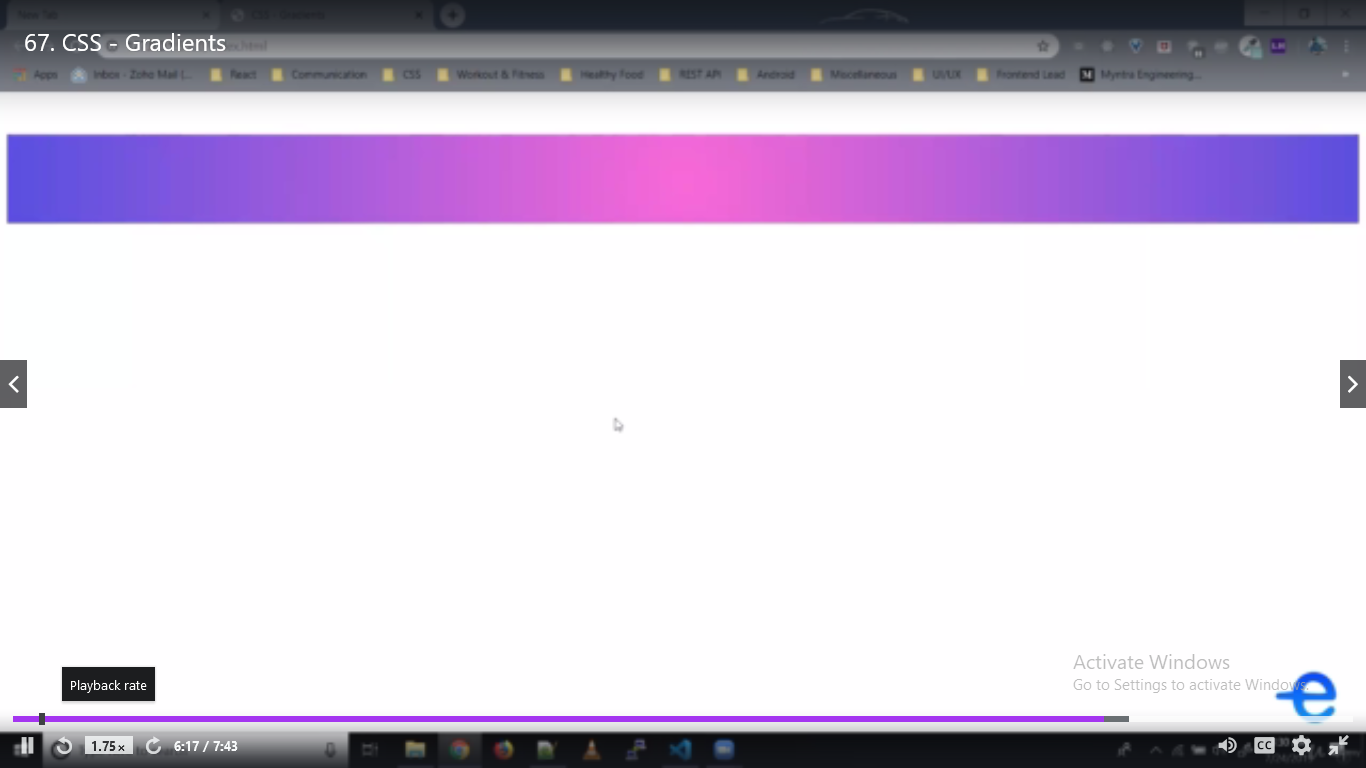 New Tab
CSS - Gradients
67. CSS - Gradients
Apps
Inbox - Zoho Mail (...
React
Communication
CSS
Workout & Fitness
Healthy Food
REST API
Android
Miscellaneous
UI/UX
Frontend Lead
M
Myntra Engineering...
Activate Windows
Go to Settings to activate Windows.
e
Playback rate
1.75×
6:17 / 7:43
CC